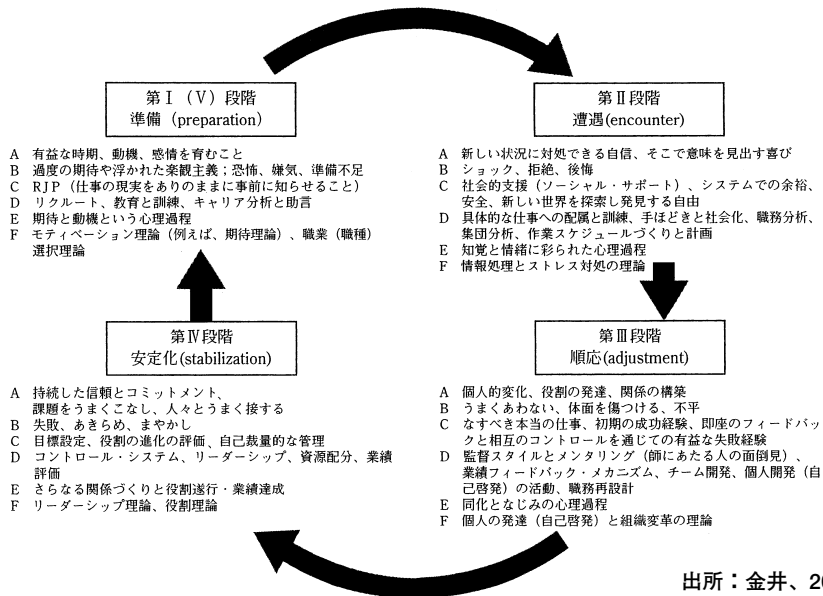 第Ⅰ(V)段階
準備 (preparation)
A 有益な時期、動機、感情を育むこと
B 過度の期待や浮かれた楽観主義；恐怖、嫌気、準備不足
C RJP（仕事の現実をありのままに事前に知らせること）
D リクルート、教育と訓練、キャリア分析と助言
E 期待と動機という心理過程
F モティベーション理論（例えば、期待理論）、職業（職種）
選択理論
第Ⅱ段階
遭遇(encounter)
A 新しい状況に対処できる自信、そこで意味を見出す喜び
B ショック、拒絶、後悔
C 社会的支援（ソーシャル・サポート）、システムでの余裕、
安全、新しい世界を探索し発見する自由
D 具体的な仕事への配属と訓練、手ほどきと社会化、職務分析、
集団分析、作業スケジュールづくりと計画
E 知覚と情緒に彩られた心理過程
F 情報処理とストレス対処の理論
第Ⅳ段階
安定化(stabilization)
A 持続した信頼とコミットメント、
課題をうまくこなし、人々とうまく接する
B 失敗、あきらめ、まやかし
C 目標設定、役割の進化の評価、自己裁量的な管理
D コントロール・システム、リーダーシップ、資源配分、業績
評価
E さらなる関係づくりと役割遂行・業績達成
F リーダーシップ理論、役割理論
第Ⅲ段階
順応(adjustment)
A 個人的変化、役割の発達、関係の構築
B うまくあわない、体面を傷つける、不平
C なすべき本当の仕事、初期の成功経験、即座のフィードバッ
クと相互のコントロールを通じての有益な失敗経験
D 監督スタイルとメンタリング（師にあたる人の面倒見）、
業績フィードバック・メカニズム、チーム開発、個人開発（自
己啓発）の活動、職務再設計
E 同化となじみの心理過程
F 個人の発達（自己啓発）と組織変革の理論
出所：金井、20